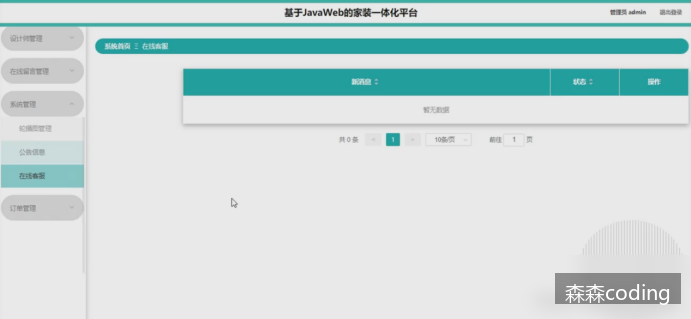 基于JavaWeb的家装一体化平台
管理员 admin
退出登录
设计师管理
系统首页 Ξ 在线客服
在线留言管理
新消息
状态
操作
系统管理
暂无数据
轮播图管理
共 0 条 < 1 > 10条/页 前往 1 页
公告信息
在线客服
订单管理
森森coding